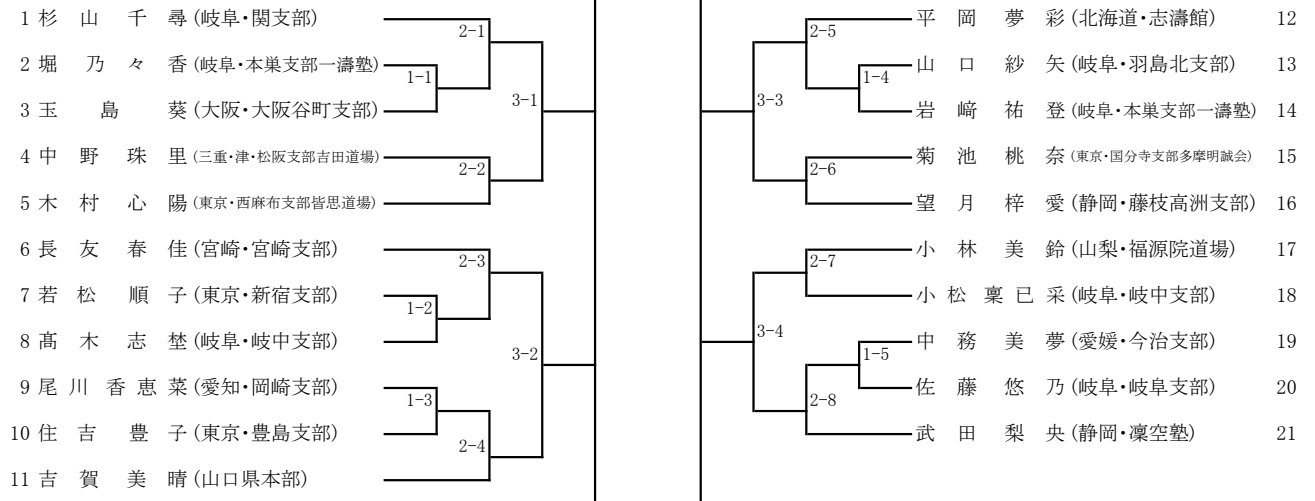 1 杉山千尋 (岐阜・関支部)
2-1
2 堀乃々香 (岐阜・本巣支部一濤塾)
1-1
3 玉島葵 (大阪・大阪谷町支部)
3-1
4 中野珠里 (三重・津・松阪支部吉田道場)
2-2
5 木村心陽 (東京・西麻布支部皆思道場)
6 長友春佳 (宮崎・宮崎支部)
2-3
7 若松順子 (東京・新宿支部)
1-2
8 髙木志埜 (岐阜・岐中支部)
3-2
9 尾川香恵菜 (愛知・岡崎支部)
1-3
10 住吉豊子 (東京・豊島支部)
2-4
11 吉賀美晴 (山口県本部)
平岡夢彩 (北海道・志濤館) 12
2-5
山口紗矢 (岐阜・羽島北支部) 13
1-4
3-3
岩﨑祐登 (岐阜・本巣支部一濤塾) 14
菊池桃奈 (東京・国分寺支部多摩明誠会) 15
2-6
望月梓愛 (静岡・藤枝高洲支部) 16
小林美鈴 (山梨・福源院道場) 17
2-7
小松稟已采 (岐阜・岐中支部) 18
3-4
中務美夢 (愛媛・今治支部) 19
1-5
佐藤悠乃 (岐阜・岐阜支部) 20
2-8
武田梨央 (静岡・凜空塾) 21